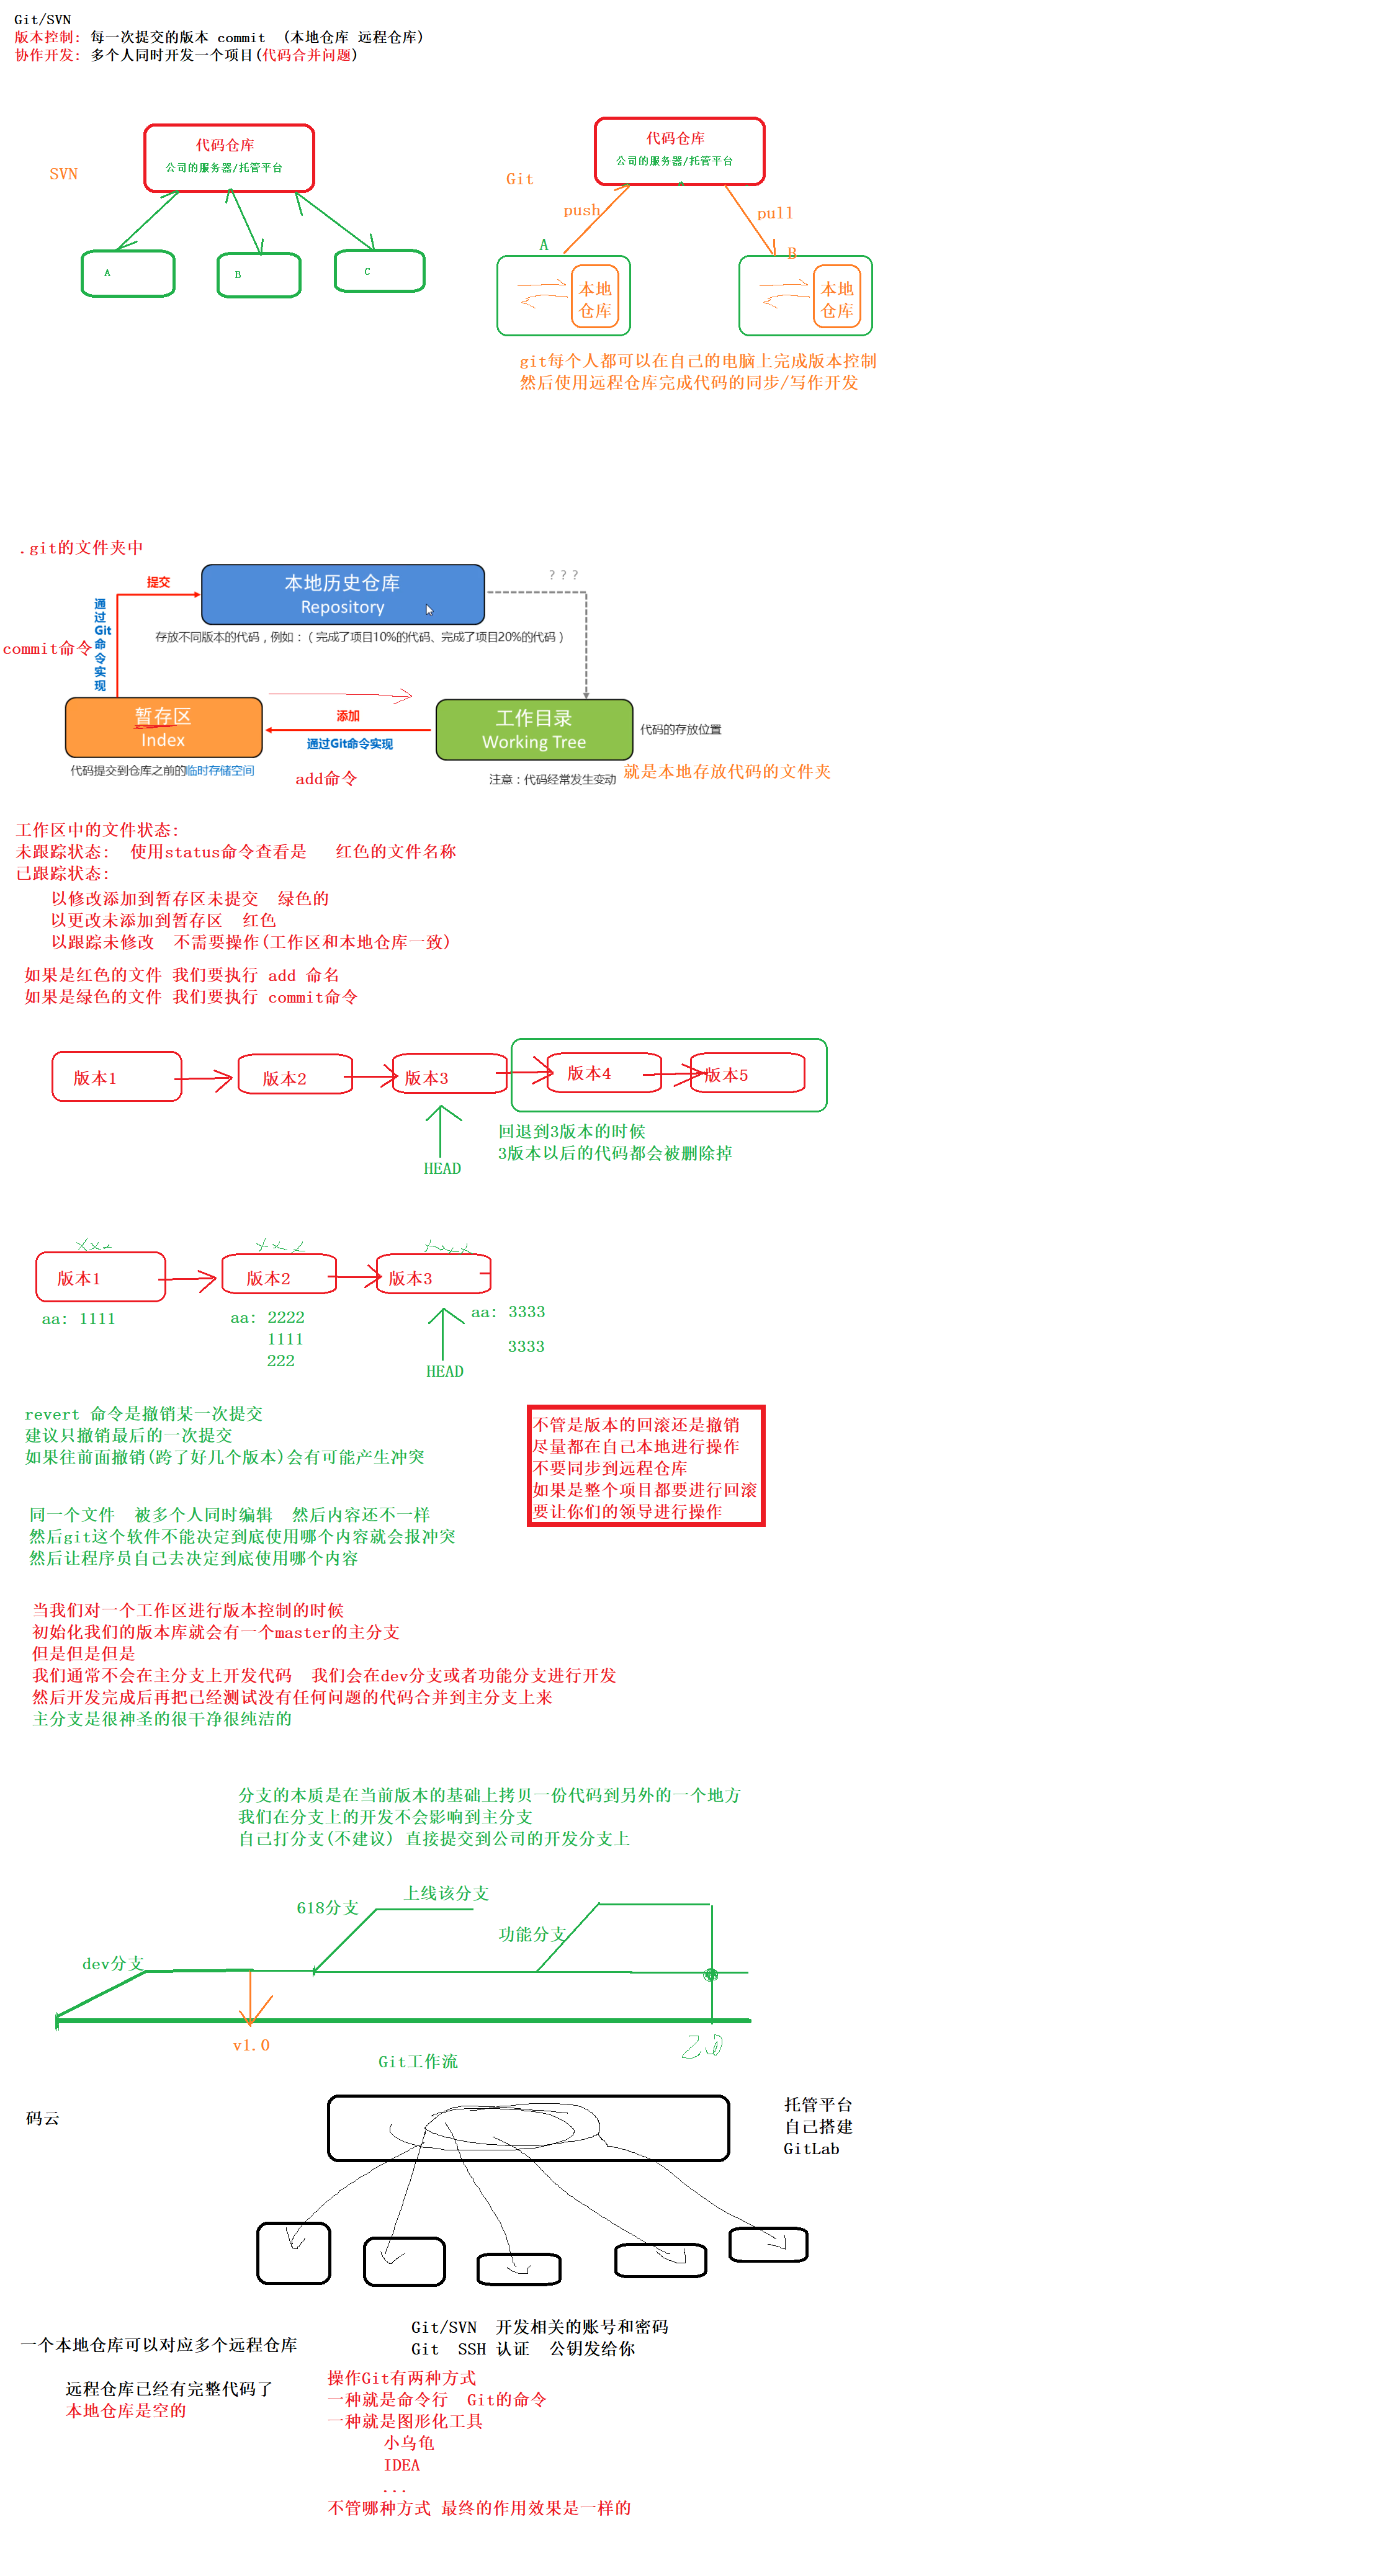 Git/SVN
版本控制: 每一次提交的版本 commit (本地仓库 远程仓库)
协作开发: 多个人同时开发一个项目(代码合并问题)
SVN
代码仓库
公司的服务器/托管平台
A
B
C
Git
代码仓库
公司的服务器/托管平台
push
pull
A
B
本地
仓库
本地
仓库
git每个人都可以在自己的电脑上完成版本控制
然后使用远程仓库完成代码的同步/写作开发
.git的文件夹中
提交
通过Git命令实现
commit命令
本地历史仓库
Repository
???
存放不同版本的代码,例如:(完成了项目10%的代码、完成了项目20%的代码)
暂存区
Index
添加
通过Git命令实现
工作目录
Working Tree
代码的存放位置
代码提交到仓库之前的临时存储空间
add命令
注意:代码经常发生变动
就是本地存放代码的文件夹
工作区中的文件状态:
未跟踪状态: 使用status命令查看是 红色的文件名称
已跟踪状态:
以修改添加到暂存区未提交 绿色的
以更改未添加到暂存区 红色
以跟踪未修改 不需要操作(工作区和本地仓库一致)
如果是红色的文件 我们要执行 add 命名
如果是绿色的文件 我们要执行 commit命令
版本1
版本2
版本3
版本4
版本5
HEAD
回退到3版本的时候
3版本以后的代码都会被删除掉
xxx
xxx
xxx
版本1
版本2
版本3
aa: 1111
aa: 2222
1111
222
aa: 3333
3333
HEAD
revert 命令是撤销某一次提交
建议只撤销最后的一次提交
如果往前面撤销(跨了好几个版本)会有可能产生冲突
不管是版本的回滚还是撤销
尽量都在自己本地进行操作
不要同步到远程仓库
如果是整个项目都要进行回滚
要让你们的领导进行操作
同一个文件 被多个人同时编辑 然后内容还不一样
然后git这个软件不能决定到底使用哪个内容就会报冲突
然后让程序员自己去决定到底使用哪个内容
当我们对一个工作区进行版本控制的时候
初始化我们的版本库就会有一个master的主分支
但是但是但是
我们通常不会在主分支上开发代码 我们会在dev分支或者功能分支进行开发
然后开发完成后再把已经测试没有任何问题的代码合并到主分支上来
主分支是很神圣的很干净很纯洁的
分支的本质是在当前版本的基础上拷贝一份代码到另外的一个地方
我们在分支上的开发不会影响到主分支
自己打分支(不建议) 直接提交到公司的开发分支上
618分支
上线该分支
功能分支
dev分支
v1.0
2.0
Git工作流
码云
托管平台
自己搭建
GitLab
Git/SVN 开发相关的账号和密码
Git SSH 认证 公钥发给你
一个本地仓库可以对应多个远程仓库
远程仓库已经有完整代码了
本地仓库是空的
操作Git有两种方式
一种就是命令行 Git的命令
一种就是图形化工具
小乌龟
IDEA
...
不管哪种方式 最终的作用效果是一样的